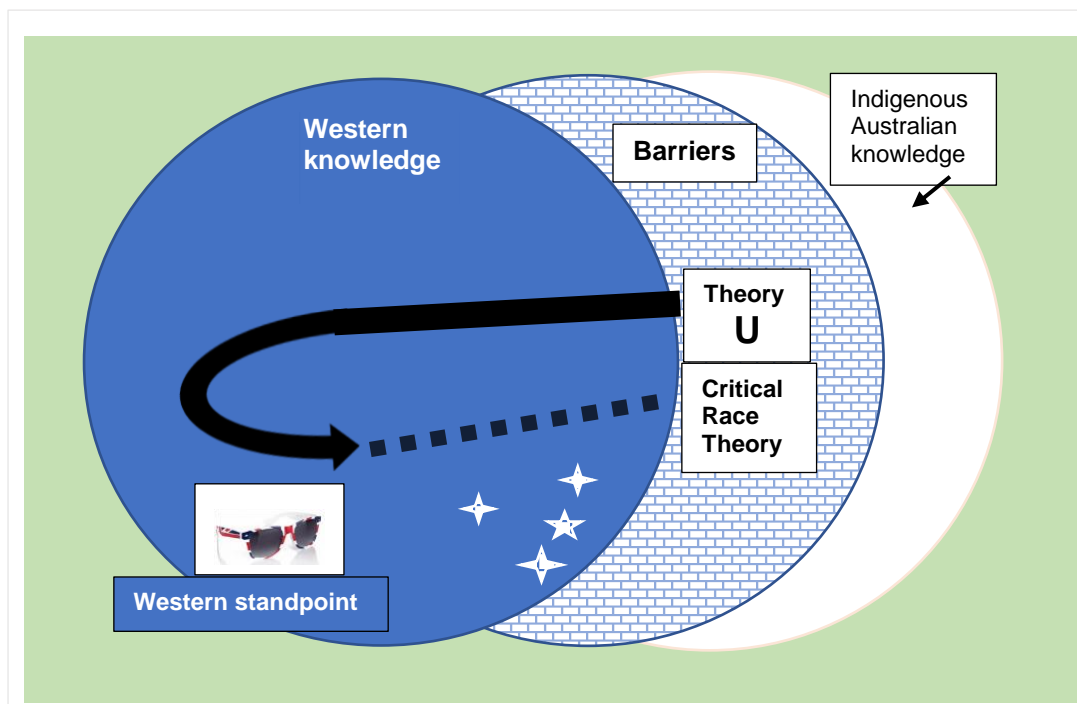 Western
knowledge
Barriers
Indigenous
Australian
knowledge
Theory
U
Critical
Race
Theory
Western standpoint